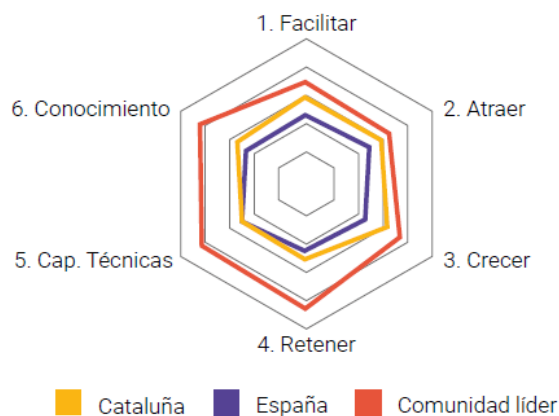 1. Facilitar
6. Conocimiento
2. Atraer
5. Cap. Técnicas
3. Crecer
4. Retener
Cataluña España Comunidad líder